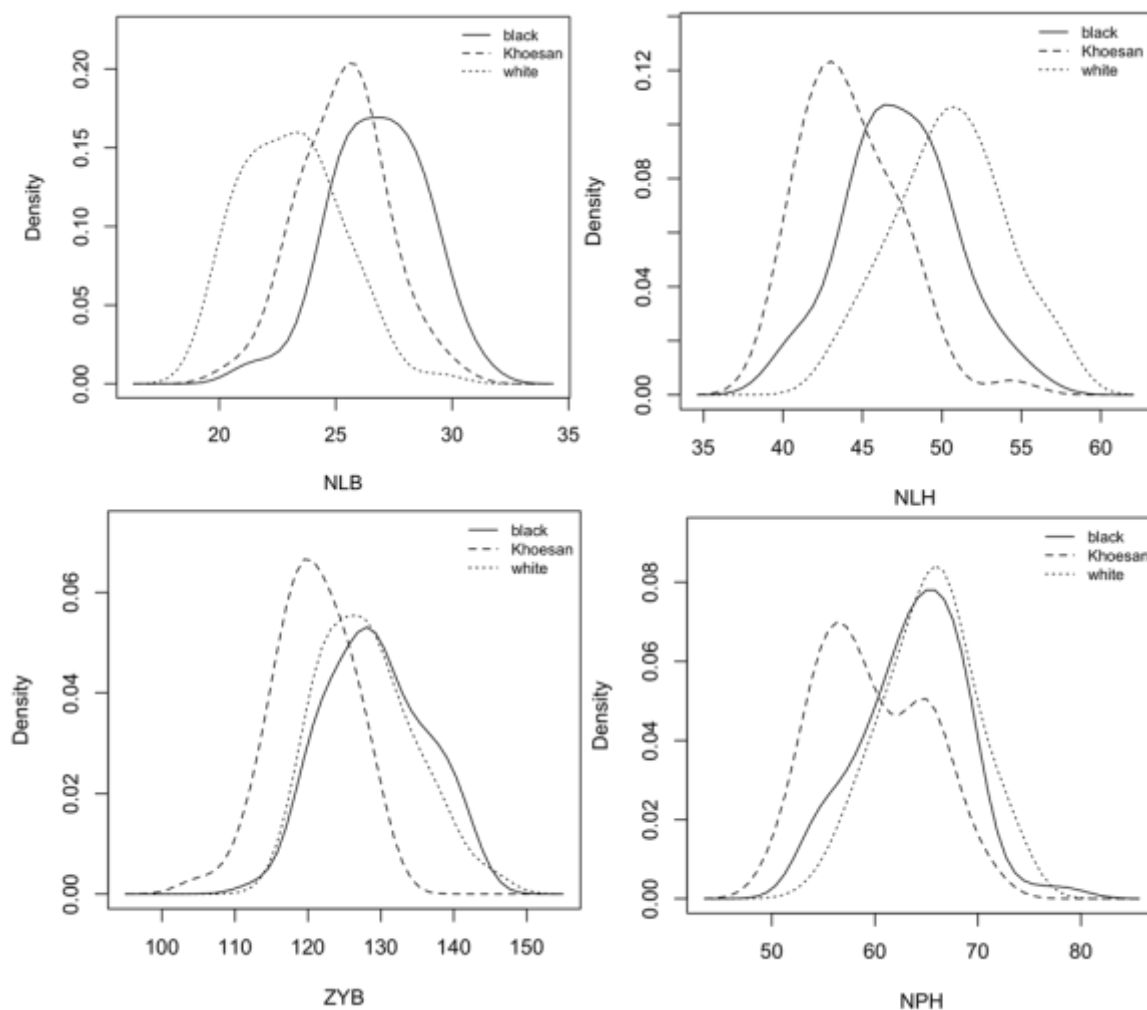 black
Khoesan
white
Density
0.00 0.05 0.10 0.15 0.20
20 25 30 35
NLB
black
Khoesan
white
Density
0.00 0.04 0.08 0.12
35 40 45 50 55 60
NLH
black
Khoesan
white
Density
0.00 0.02 0.04 0.06
100 110 120 130 140 150
ZYB
black
Khoesan
white
Density
0.00 0.02 0.04 0.06 0.08
50 60 70 80
NPH